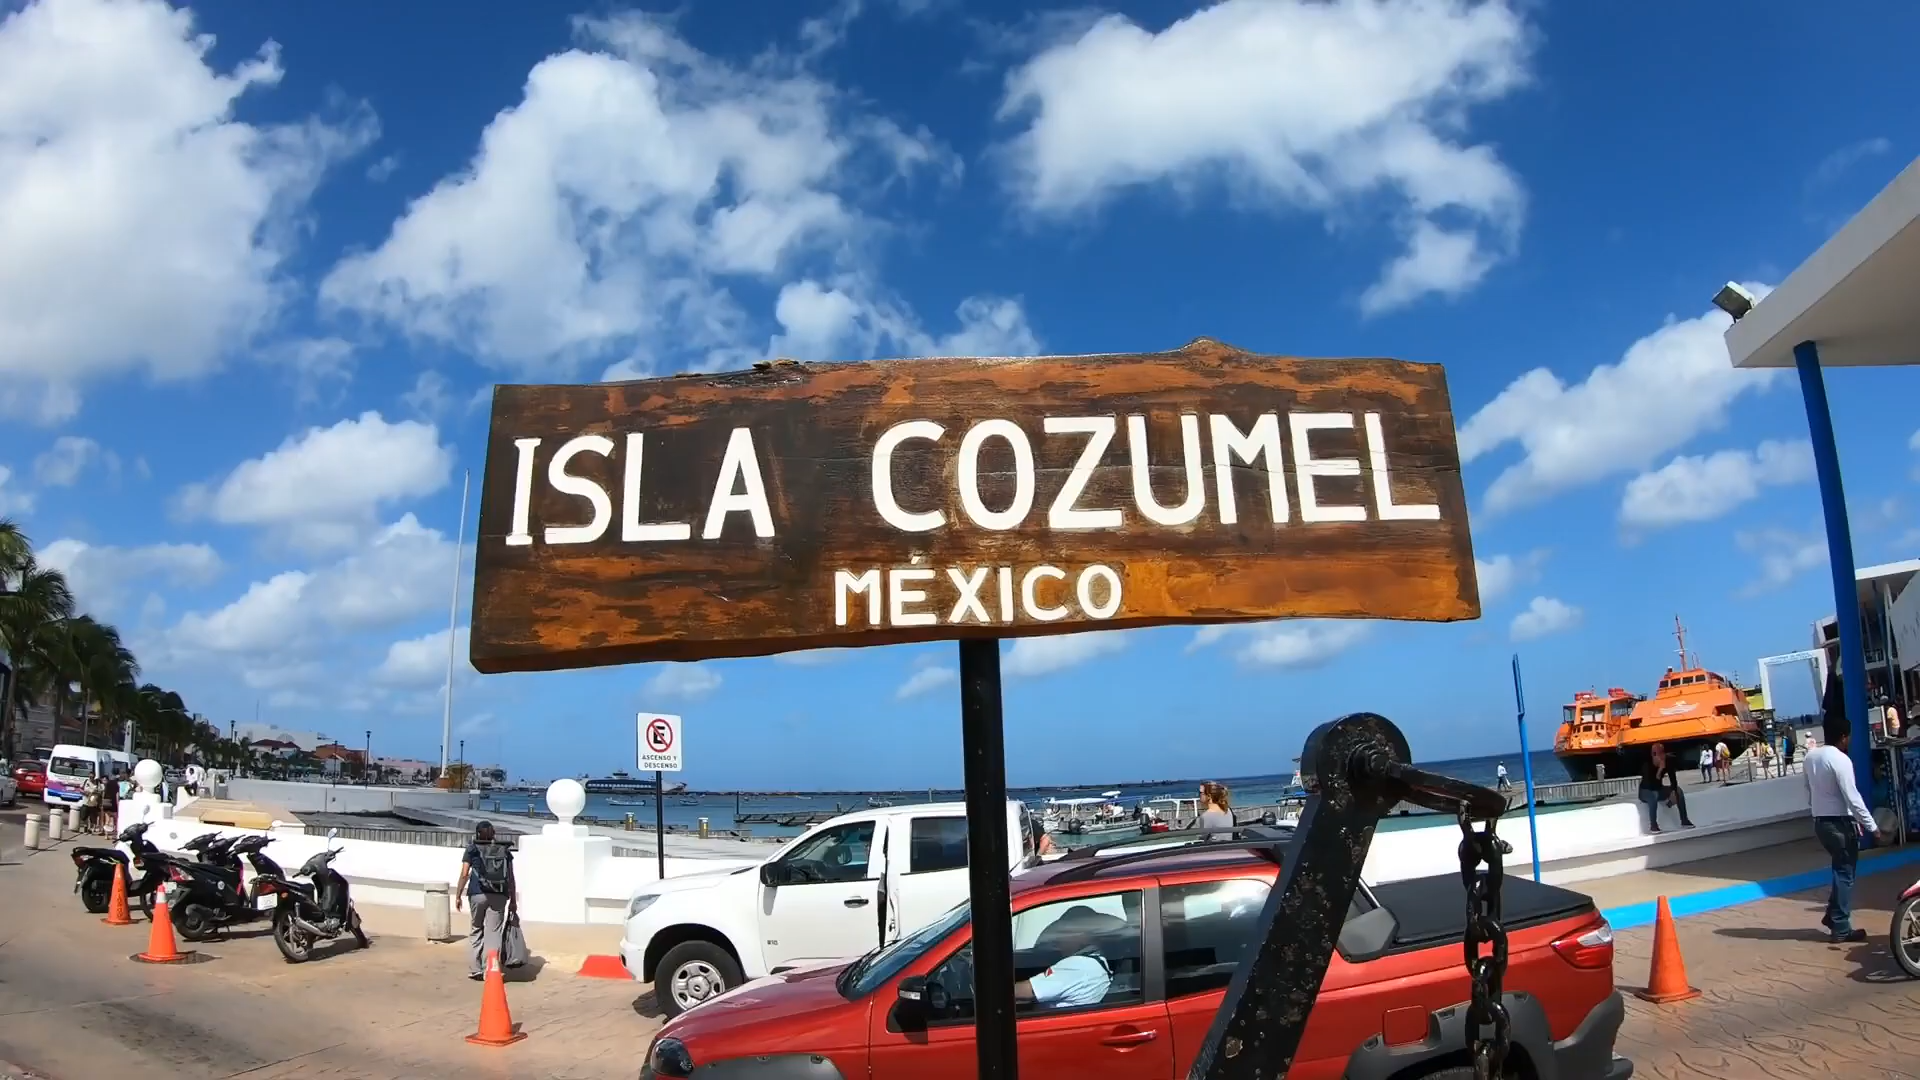 ISLA COZUMEL
MÉXICO
E
ASCENSO Y
DESCENSO